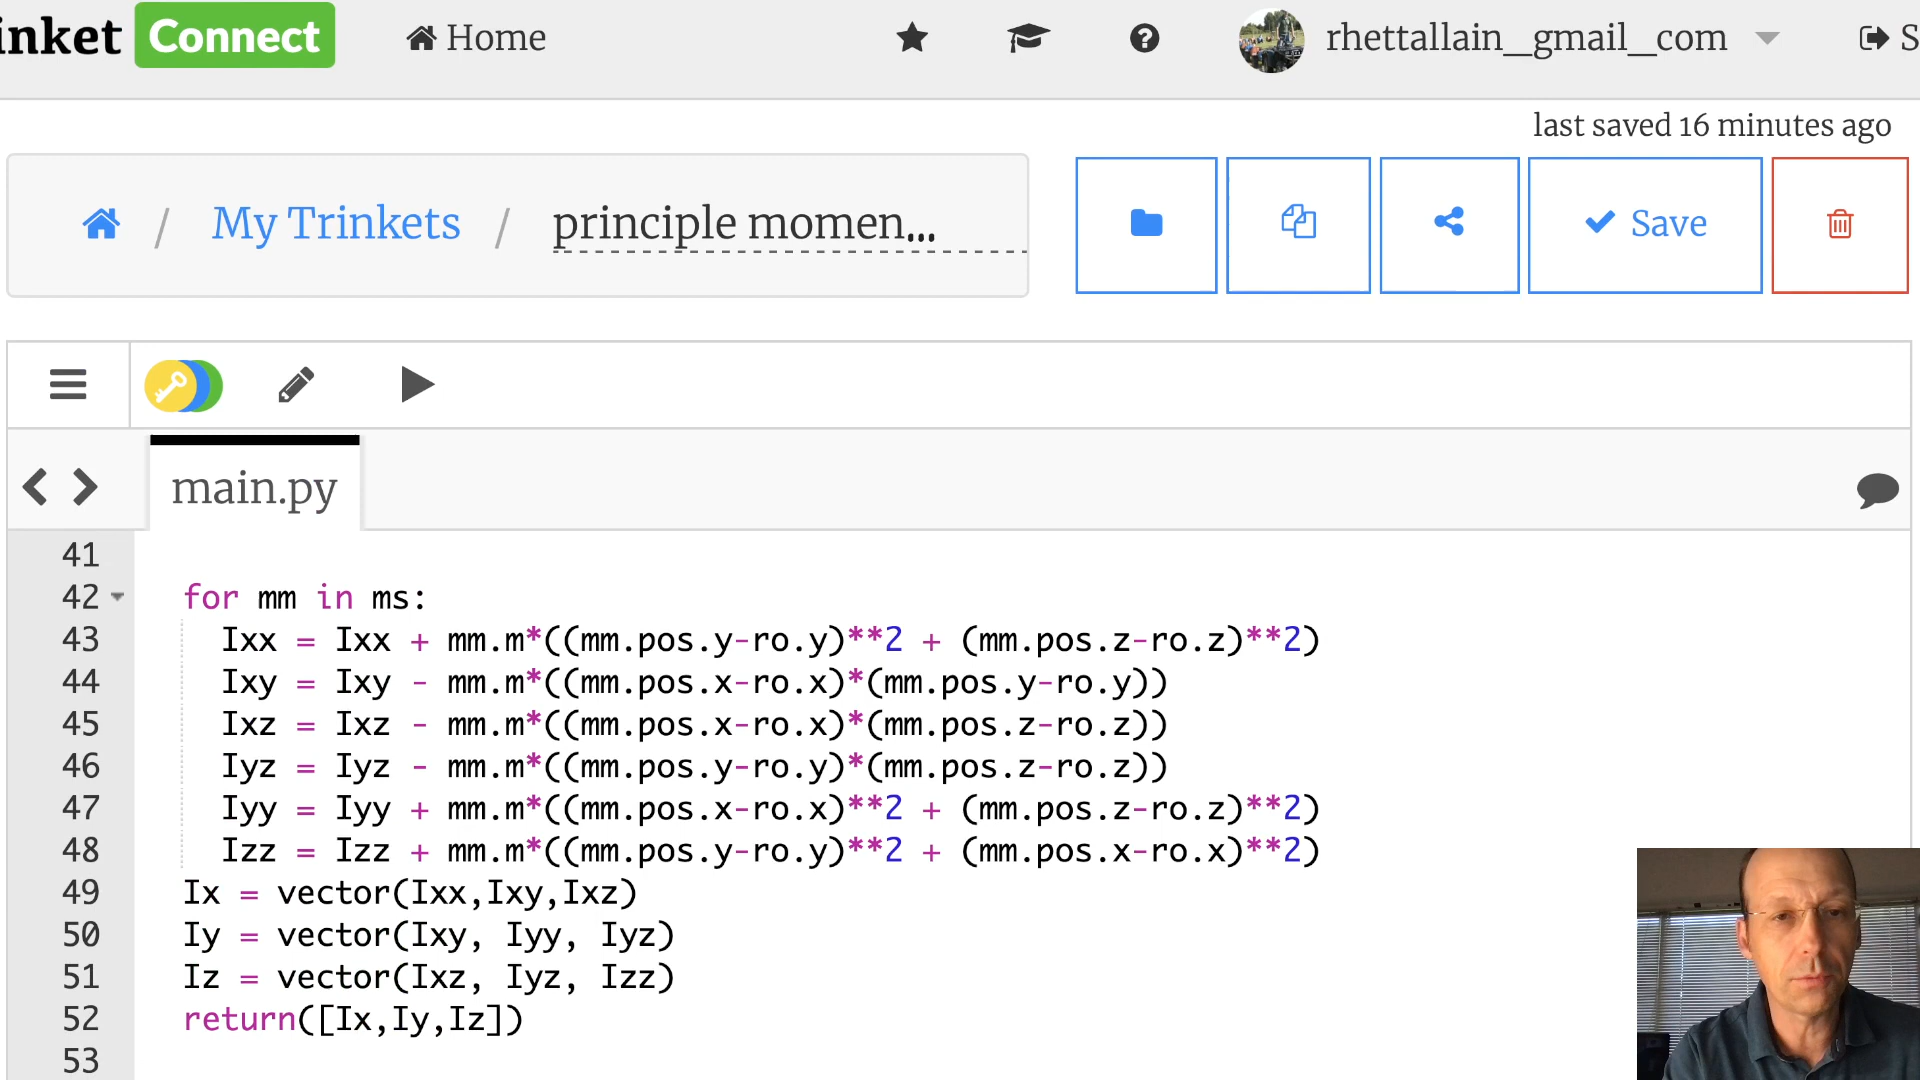 inket Connect Home rhettallain_gmail_com S
last saved 16 minutes ago
/ My Trinkets / principle momen... Save
main.py
41
42 for mm in ms:
43 Ixx = Ixx + mm.m*((mm.pos.y-ro.y)**2 + (mm.pos.z-ro.z)**2)
44 Ixy = Ixy - mm.m*((mm.pos.x-ro.x)*(mm.pos.y-ro.y))
45 Ixz = Ixz - mm.m*((mm.pos.x-ro.x)*(mm.pos.z-ro.z))
46 Iyz = Iyz - mm.m*((mm.pos.y-ro.y)*(mm.pos.z-ro.z))
47 Iyy = Iyy + mm.m*((mm.pos.x-ro.x)**2 + (mm.pos.z-ro.z)**2)
48 Izz = Izz + mm.m*((mm.pos.y-ro.y)**2 + (mm.pos.x-ro.x)**2)
49 Ix = vector(Ixx,Ixy,Ixz)
50 Iy = vector(Ixy, Iyy, Iyz)
51 Iz = vector(Ixz, Iyz, Izz)
52 return([Ix,Iy,Iz])
53